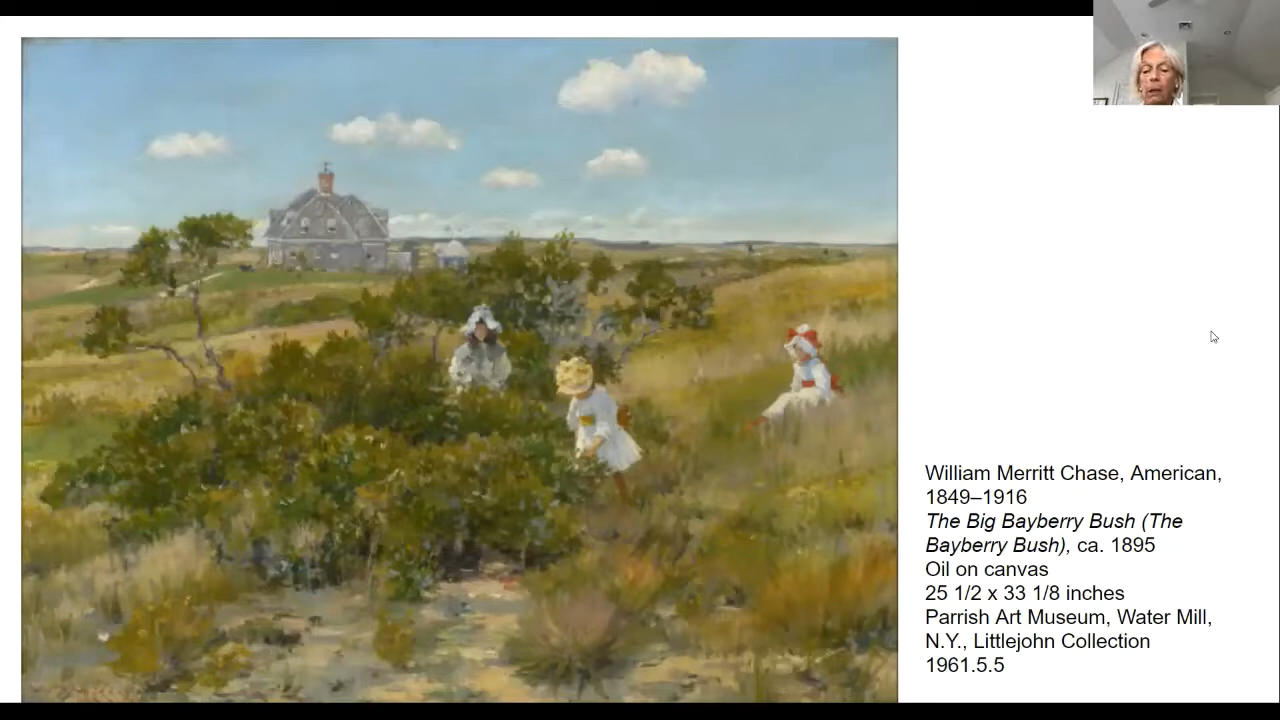 William Merritt Chase, American,
1849–1916
The Big Bayberry Bush (The
Bayberry Bush), ca. 1895
Oil on canvas
25 1/2 x 33 1/8 inches
Parrish Art Museum, Water Mill,
N.Y., Littlejohn Collection
1961.5.5